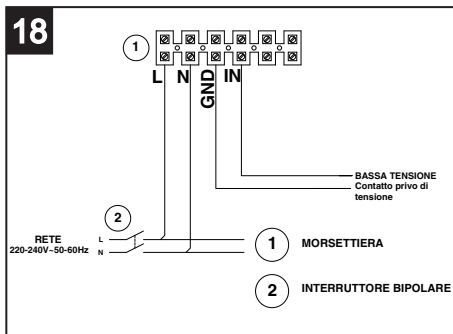 18
1
L N GND IN
BASSA TENSIONE
Contatto privo di
tensione
2
RETE
220-240V~50-60Hz
L
N
1 MORSETTIERA
2 INTERRUTTORE BIPOLARE